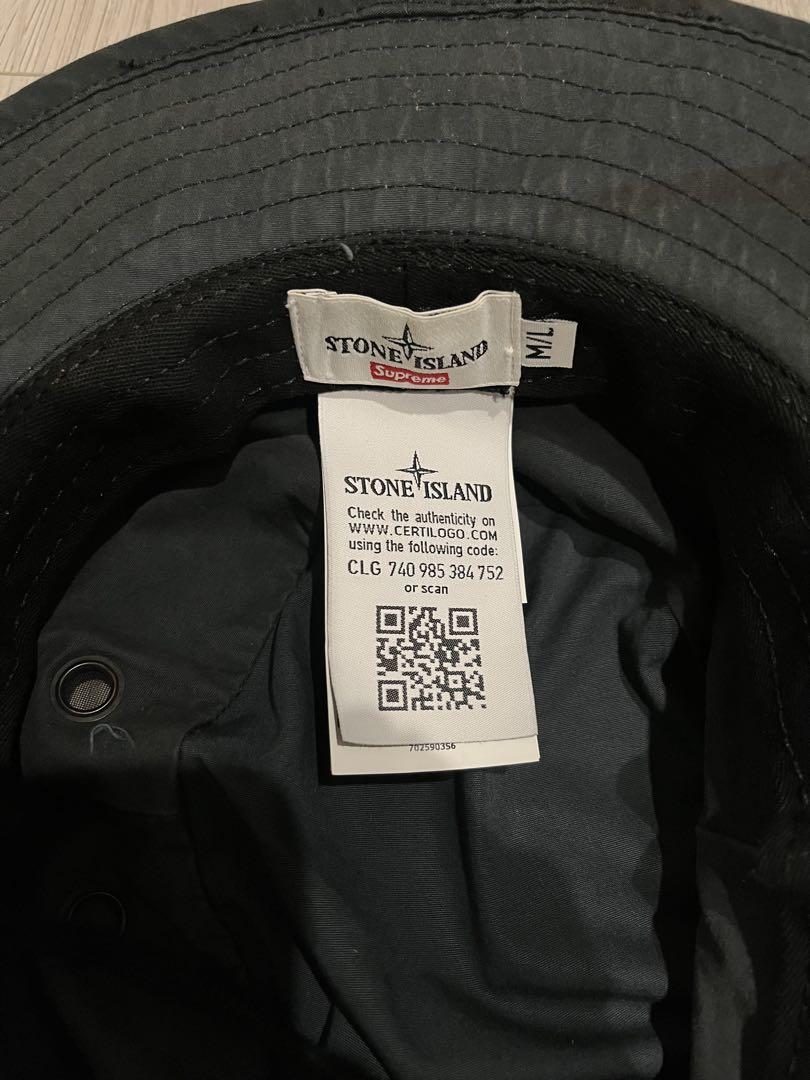 STONE ISLAND
Supreme
M/L
STONE ISLAND
Check the authenticity on
WWW.CERTILOGO.COM
using the following code:
CLG 740 985 384 752
or scan
702590356